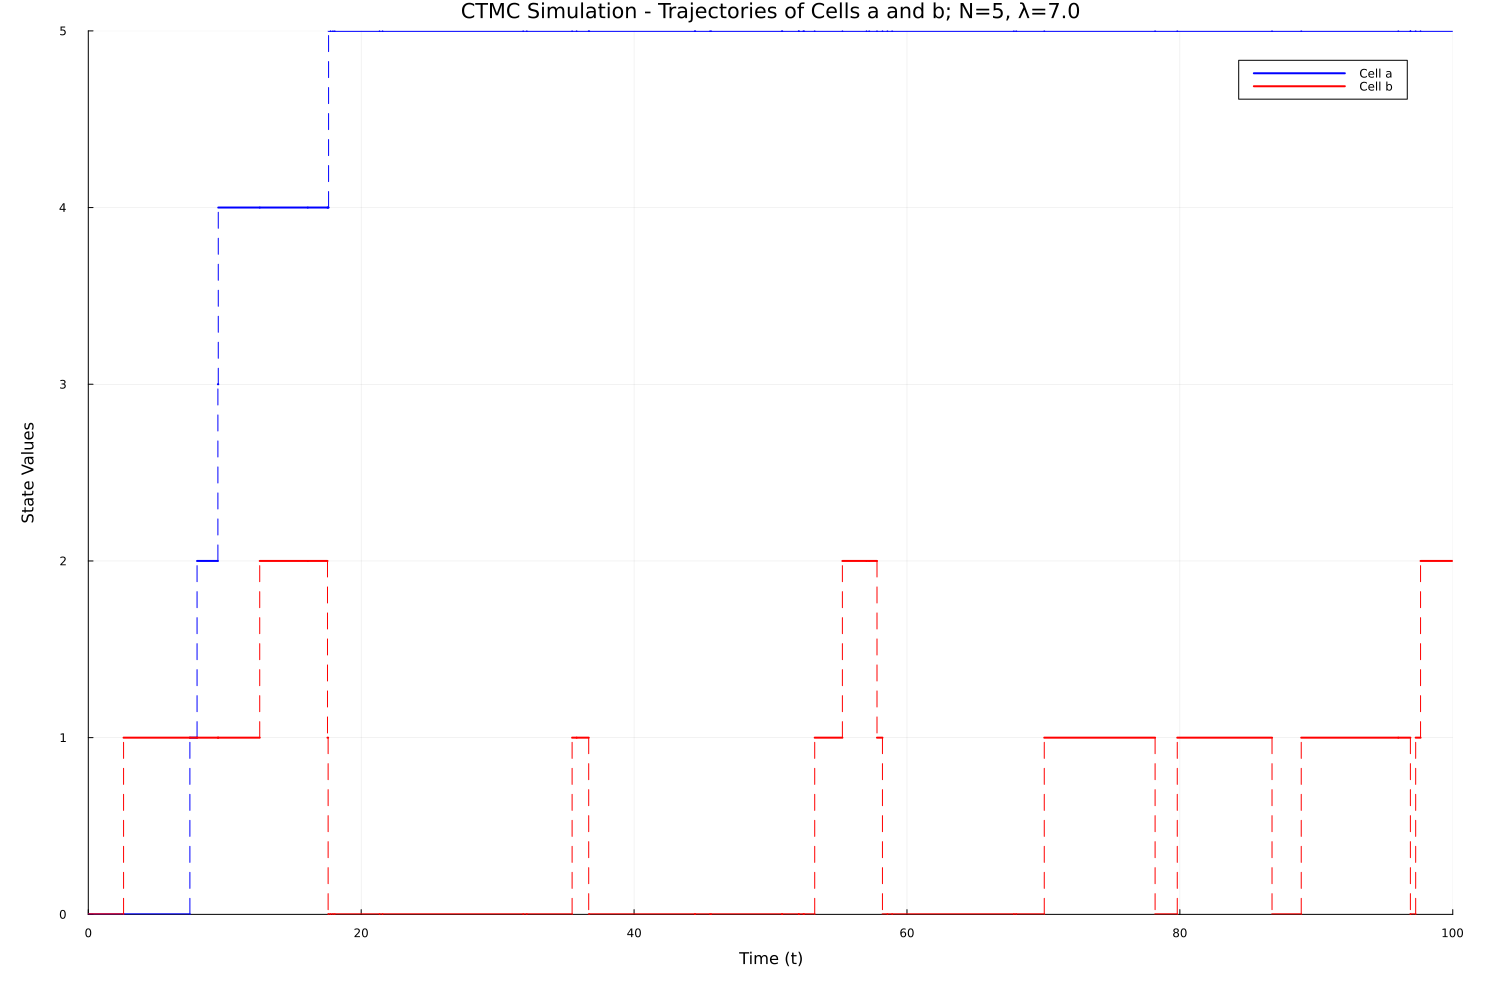 CTMC Simulation - Trajectories of Cells a and b; N=5, λ=7.0
Cell a
Cell b
State Values
5
4
3
2
1
0
0 20 40 60 80 100
Time (t)